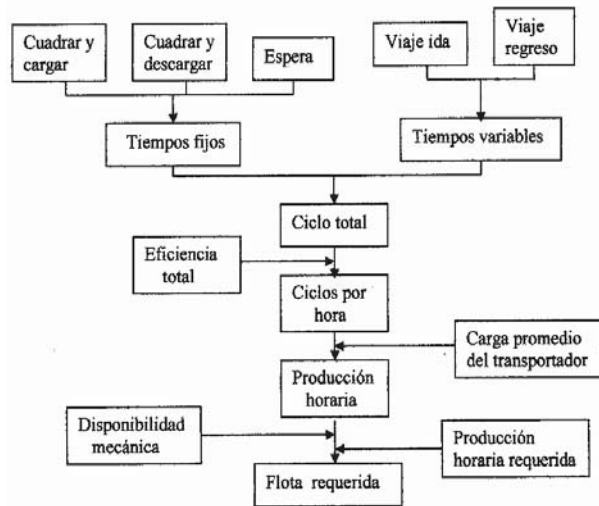 Cuadrar y
cargar
Cuadrar y
descargar
Espera
Viaje ida
Viaje
regreso
Tiempos fijos
Tiempos variables
Ciclo total
Eficiencia
total
Ciclos por
hora
Carga promedio
del transportador
Producción
horaria
Disponibilidad
mecánica
Producción
horaria requerida
Flota requerida